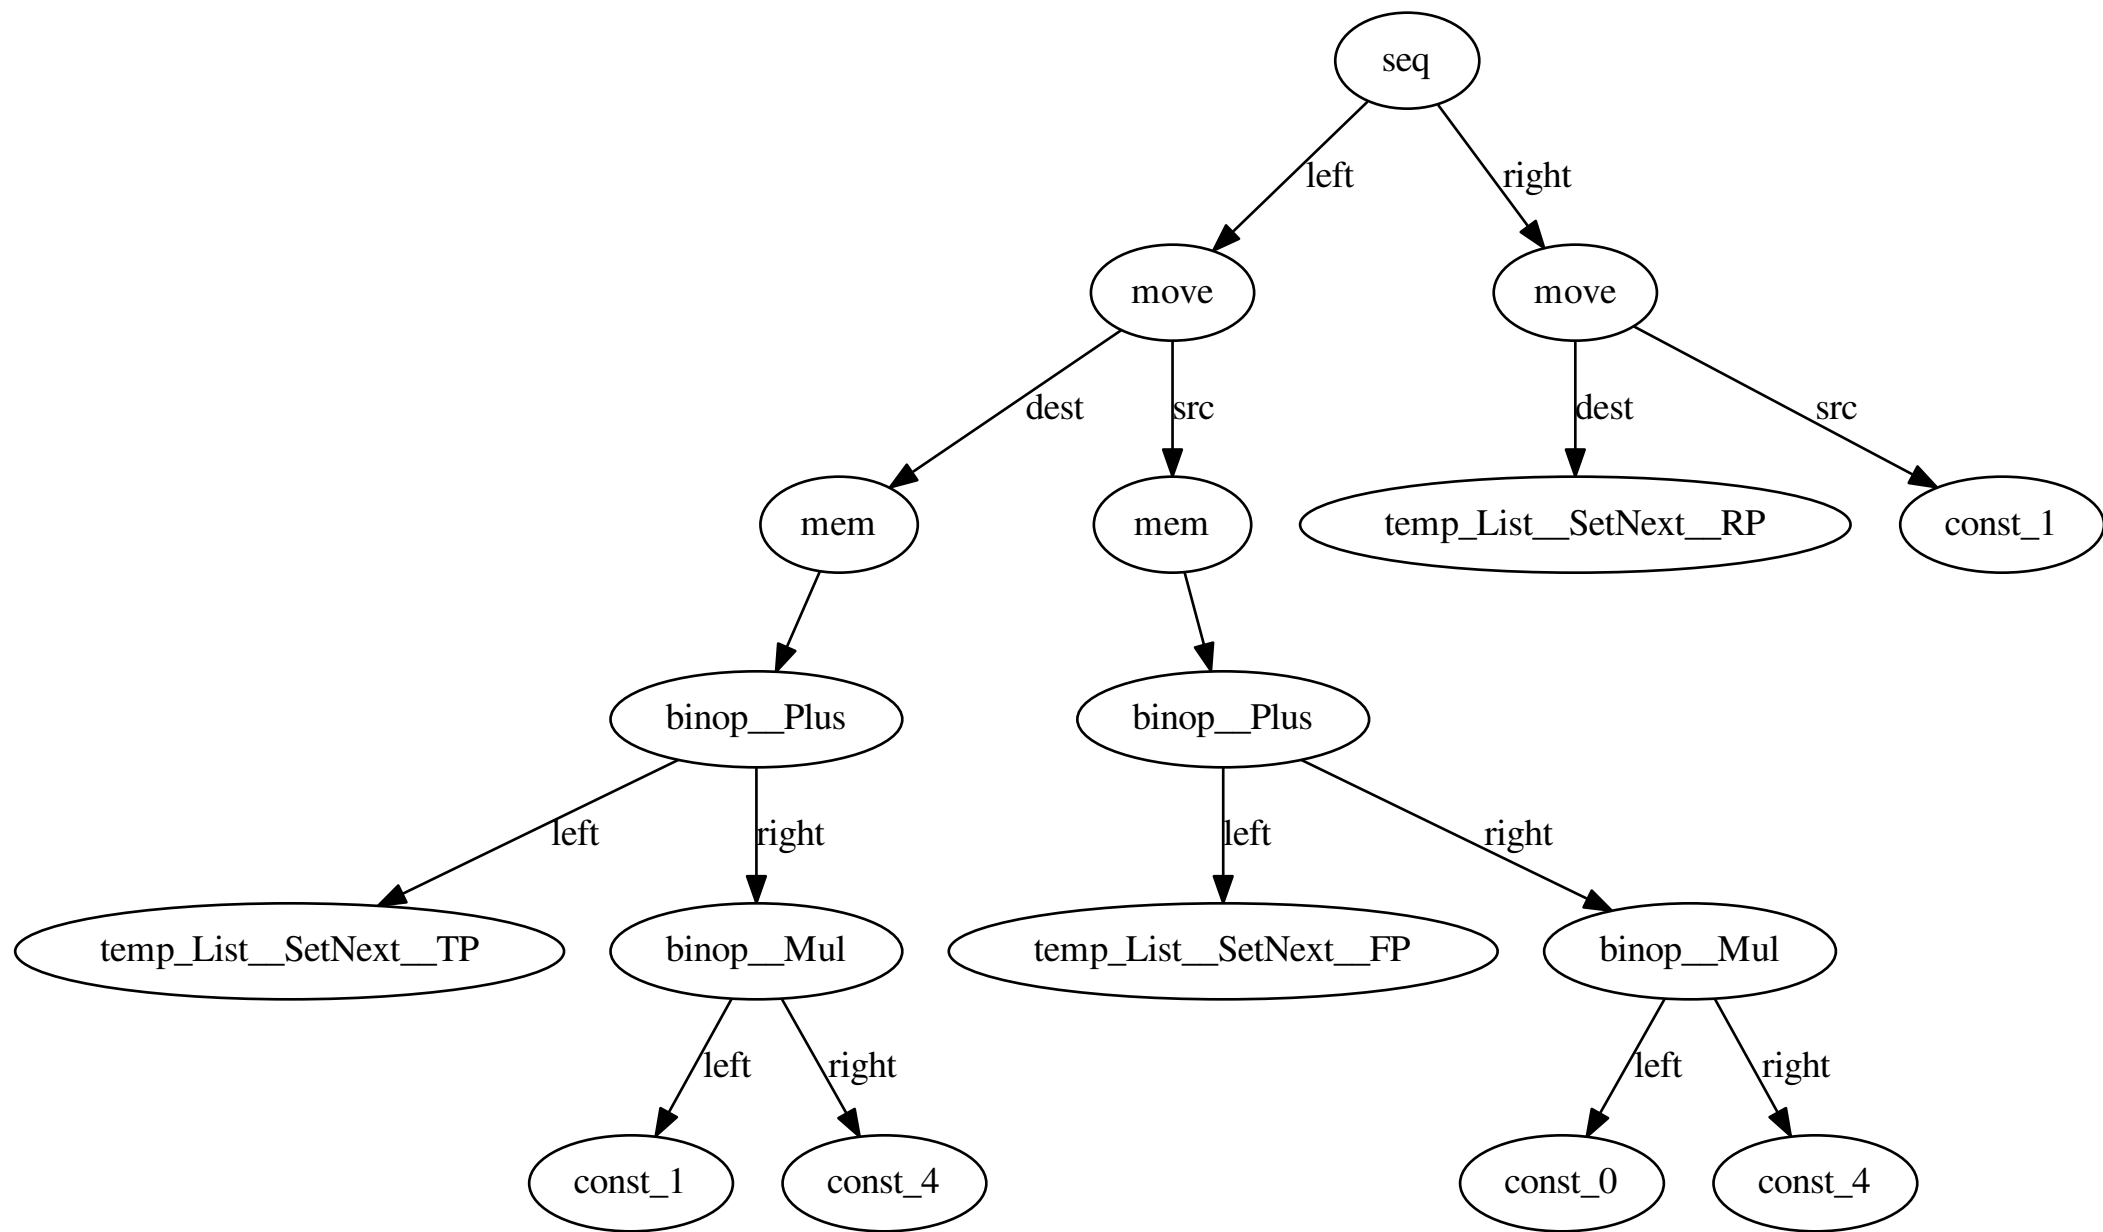 seq
left
right
move
move
dest
src
dest
src
mem
mem
temp_List__SetNext__RP
const_1
binop__Plus
binop__Plus
left
right
left
right
temp_List__SetNext__TP
binop__Mul
temp_List__SetNext__FP
binop__Mul
left
right
left
right
const_1
const_4
const_0
const_4